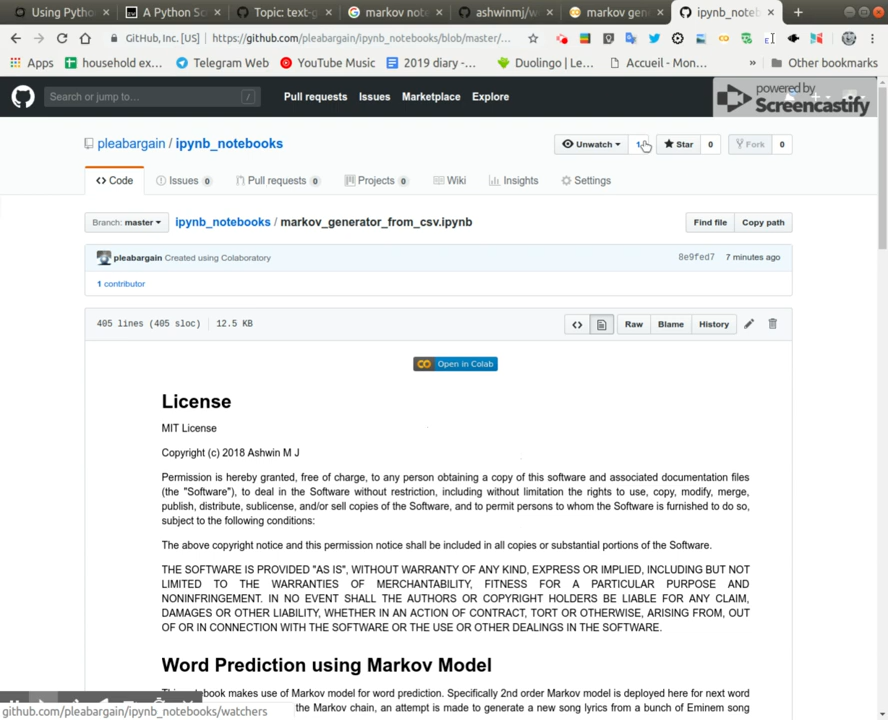 Using Pytho
A Python Sc
Topic: text-g
markov note
ashwinmj/w
markov gen
ipynb_noteb
GitHub, Inc. [US]
https://github.com/pleabargain/ipynb_notebooks/blob/master/...
Apps
household ex...
Telegram Web
YouTube Music
2019 diary -...
Duolingo | Le...
Accueil - Mon...
»
Other bookmarks
Search or jump to...
/
Pull requests
Issues
Marketplace
Explore
powered by
Screencastify
pleabargain / ipynb_notebooks
Unwatch
1
Star
0
Fork
0
Code
Issues 0
Pull requests 0
Projects 0
Wiki
Insights
Settings
Branch: master
ipynb_notebooks / markov_generator_from_csv.ipynb
Find file
Copy path
pleabargain Created using Colaboratory
8e9fed7
7 minutes ago
1 contributor
405 lines (405 sloc)
12.5 KB
Raw
Blame
History
Open in Colab
License
MIT License
Copyright (c) 2018 Ashwin M J
Permission is hereby granted, free of charge, to any person obtaining a copy of this software and associated documentation files
(the "Software"), to deal in the Software without restriction, including without limitation the rights to use, copy, modify, merge,
publish, distribute, sublicense, and/or sell copies of the Software, and to permit persons to whom the Software is furnished to do so,
subject to the following conditions:
The above copyright notice and this permission notice shall be included in all copies or substantial portions of the Software.
THE SOFTWARE IS PROVIDED "AS IS", WITHOUT WARRANTY OF ANY KIND, EXPRESS OR IMPLIED, INCLUDING BUT NOT
LIMITED TO THE WARRANTIES OF MERCHANTABILITY, FITNESS FOR A PARTICULAR PURPOSE AND
NONINFRINGEMENT. IN NO EVENT SHALL THE AUTHORS OR COPYRIGHT HOLDERS BE LIABLE FOR ANY CLAIM,
DAMAGES OR OTHER LIABILITY, WHETHER IN AN ACTION OF CONTRACT, TORT OR OTHERWISE, ARISING FROM, OUT
OF OR IN CONNECTION WITH THE SOFTWARE OR THE USE OR OTHER DEALINGS IN THE SOFTWARE.
Word Prediction using Markov Model
book makes use of Markov model for word prediction. Specifically 2nd order Markov model is deployed here for next word
the Markov chain, an attempt is made to generate a new song lyrics from a bunch of Eminem song
github.com/pleabargain/ipynb_notebooks/watchers